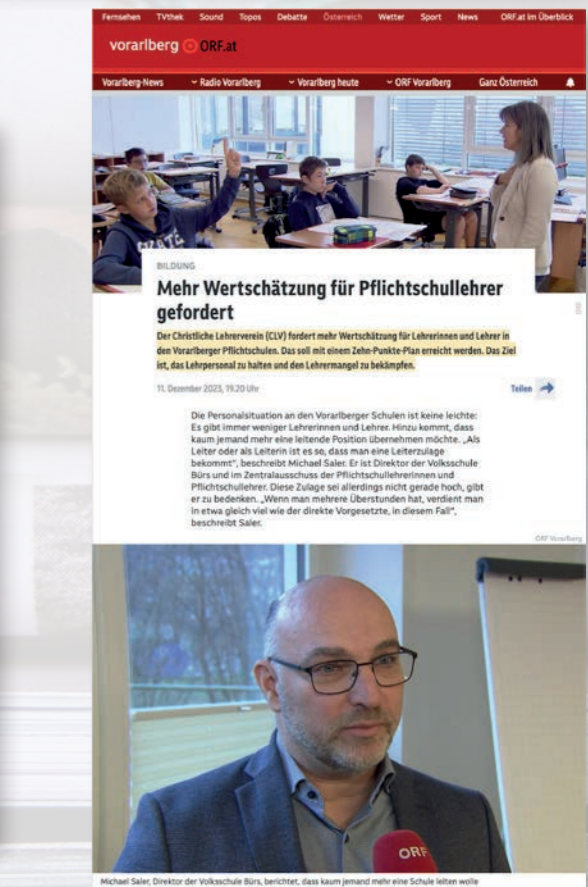 Fernsehen TVthek Sound Topos Debatte Österreich Wetter Sport News ORF.at im Überblick
vorarlberg ORF.at
Vorarlberg-News Radio Vorarlberg Vorarlberg heute ORF Vorarlberg Ganz Österreich
SKATE
BILDUNG
Mehr Wertschätzung für Pflichtschullehrer
gefordert
ORF
Der Christliche Lehrerverein (CLV) fordert mehr Wertschätzung für Lehrerinnen und Lehrer in
den Vorarlberger Pflichtschulen. Das soll mit einem Zehn-Punkte-Plan erreicht werden. Das Ziel
ist, das Lehrpersonal zu halten und den Lehrermangel zu bekämpfen.
11. Dezember 2023, 19.20 Uhr
Teilen
Die Personalsituation an den Vorarlberger Schulen ist keine leichte:
Es gibt immer weniger Lehrerinnen und Lehrer. Hinzu kommt, dass
kaum jemand mehr eine leitende Position übernehmen möchte. „Als
Leiter oder als Leiterin ist es so, dass man eine Leiterzulage
bekommt“, beschreibt Michael Saler. Er ist Direktor der Volksschule
Bürs und im Zentralausschuss der Pflichtschullehrerinnen und
Pflichtschullehrer. Diese Zulage sei allerdings nicht gerade hoch, gibt
er zu bedenken. „Wenn man mehrere Überstunden hat, verdient man
in etwa gleich viel wie der direkte Vorgesetzte, in diesem Fall“,
beschreibt Saler.
ORF Vorarlberg
ORF
Michael Saler, Direktor der Volksschule Bürs, berichtet, dass kaum jemand mehr eine Schule leiten wolle